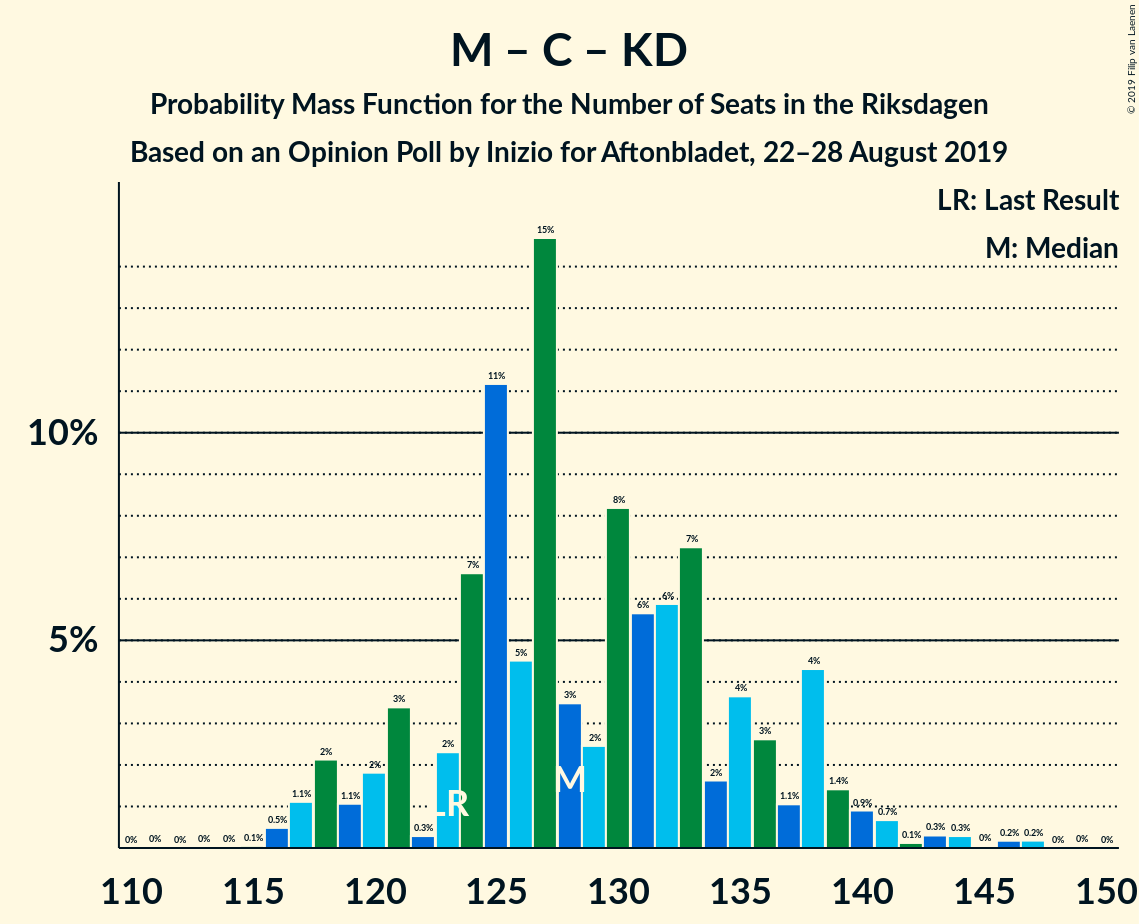 M – C – KD
Probability Mass Function for the Number of Seats in the Riksdagen
Based on an Opinion Poll by Inizio for Aftonbladet, 22–28 August 2019
© 2019 Filip van Laenen
LR: Last Result
M: Median
10%
5%
0% 0% 0% 0% 0% 0.1% 0.5% 1.1% 2% 1.1% 2% 3% 0.3% 2% 7% 11% 5% 15% 3% 2% 8% 6% 6% 7% 2% 4% 3% 1.1% 4% 1.4% 0.9% 0.7% 0.1% 0.3% 0.3% 0% 0.2% 0.2% 0% 0% 0%
LR M
110 115 120 125 130 135 140 145 150